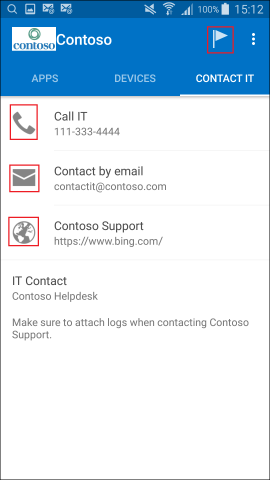 100% 15:12
contoso Contoso
APPS DEVICES CONTACT IT
Call IT
111-333-4444
Contact by email
contactit@contoso.com
Contoso Support
https://www.bing.com/
IT Contact
Contoso Helpdesk
Make sure to attach logs when contacting Contoso
Support.